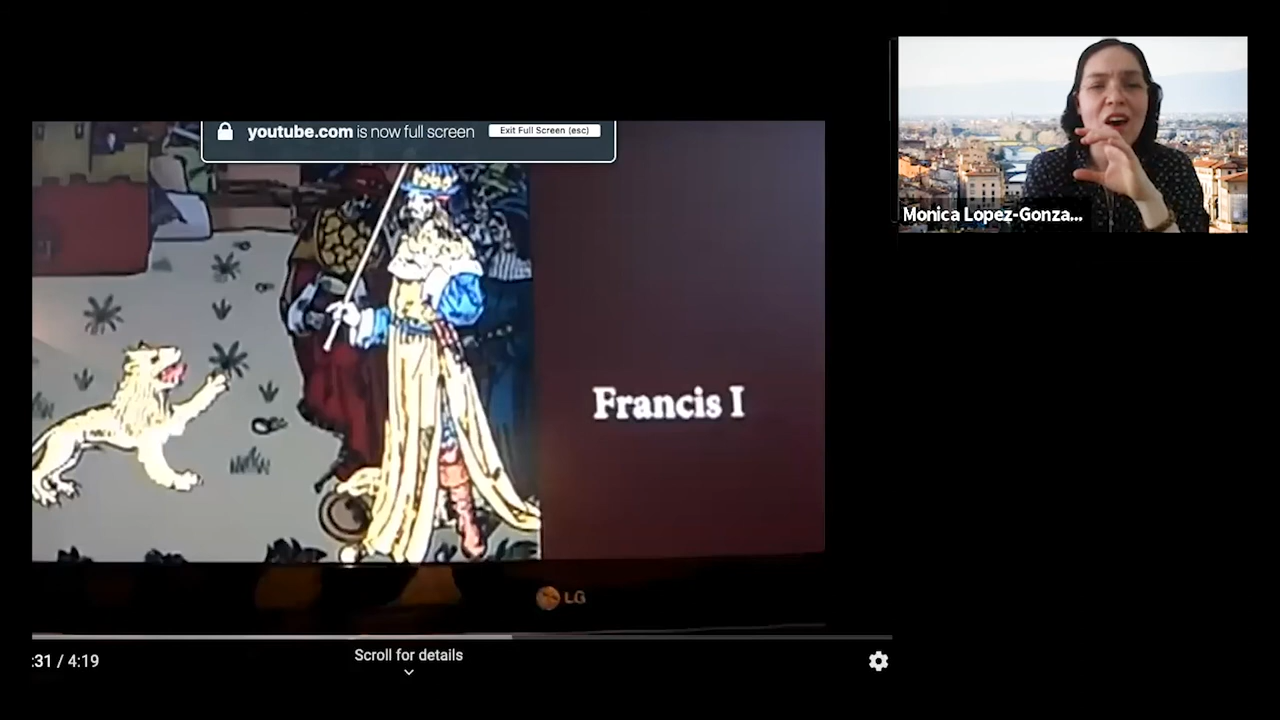 youtube.com is now full screen
Exit Full Screen (esc)
Monica Lopez-Gonza...
Francis I
LG
:31 / 4:19
Scroll for details